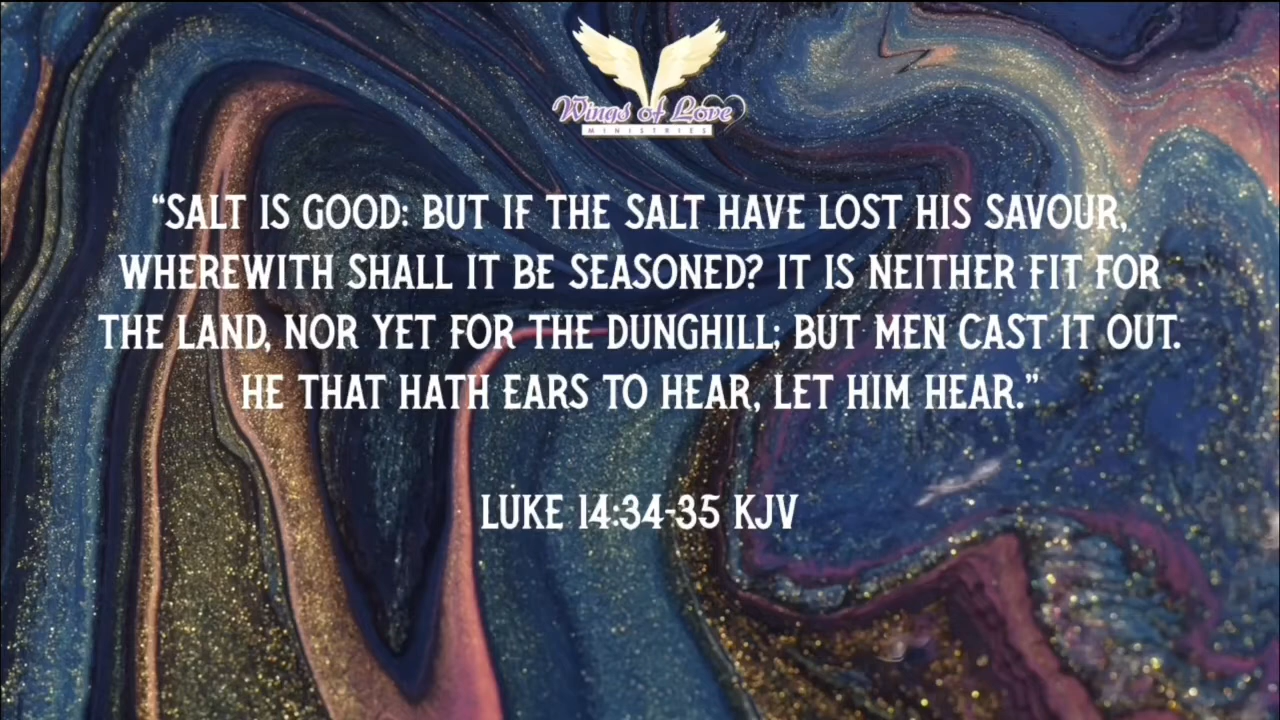 Wings of Love
MINISTRIES
“SALT IS GOOD: BUT IF THE SALT HAVE LOST HIS SAVOUR,
WHEREWITH SHALL IT BE SEASONED? IT IS NEITHER FIT FOR
THE LAND, NOR YET FOR THE DUNGHILL; BUT MEN CAST IT OUT.
HE THAT HATH EARS TO HEAR, LET HIM HEAR.”
LUKE 14:34-35 KJV